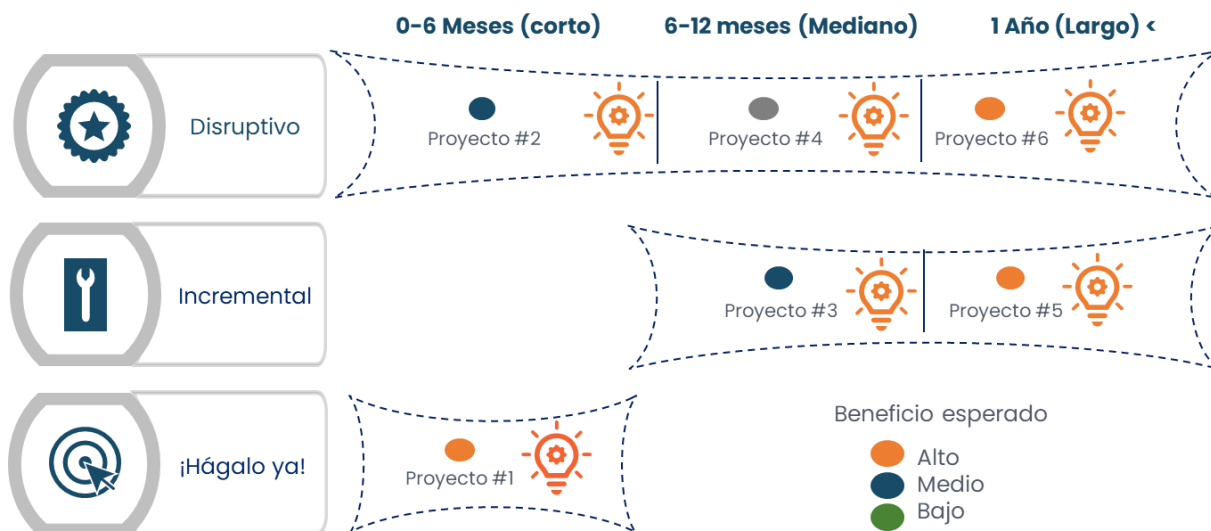 0-6 Meses (corto)
6-12 meses (Mediano)
1 Año (Largo) <
Disruptivo
Proyecto #2
Proyecto #4
Proyecto #6
Incremental
Proyecto #3
Proyecto #5
¡Hágalo ya!
Proyecto #1
Beneficio esperado
Alto
Medio
Bajo